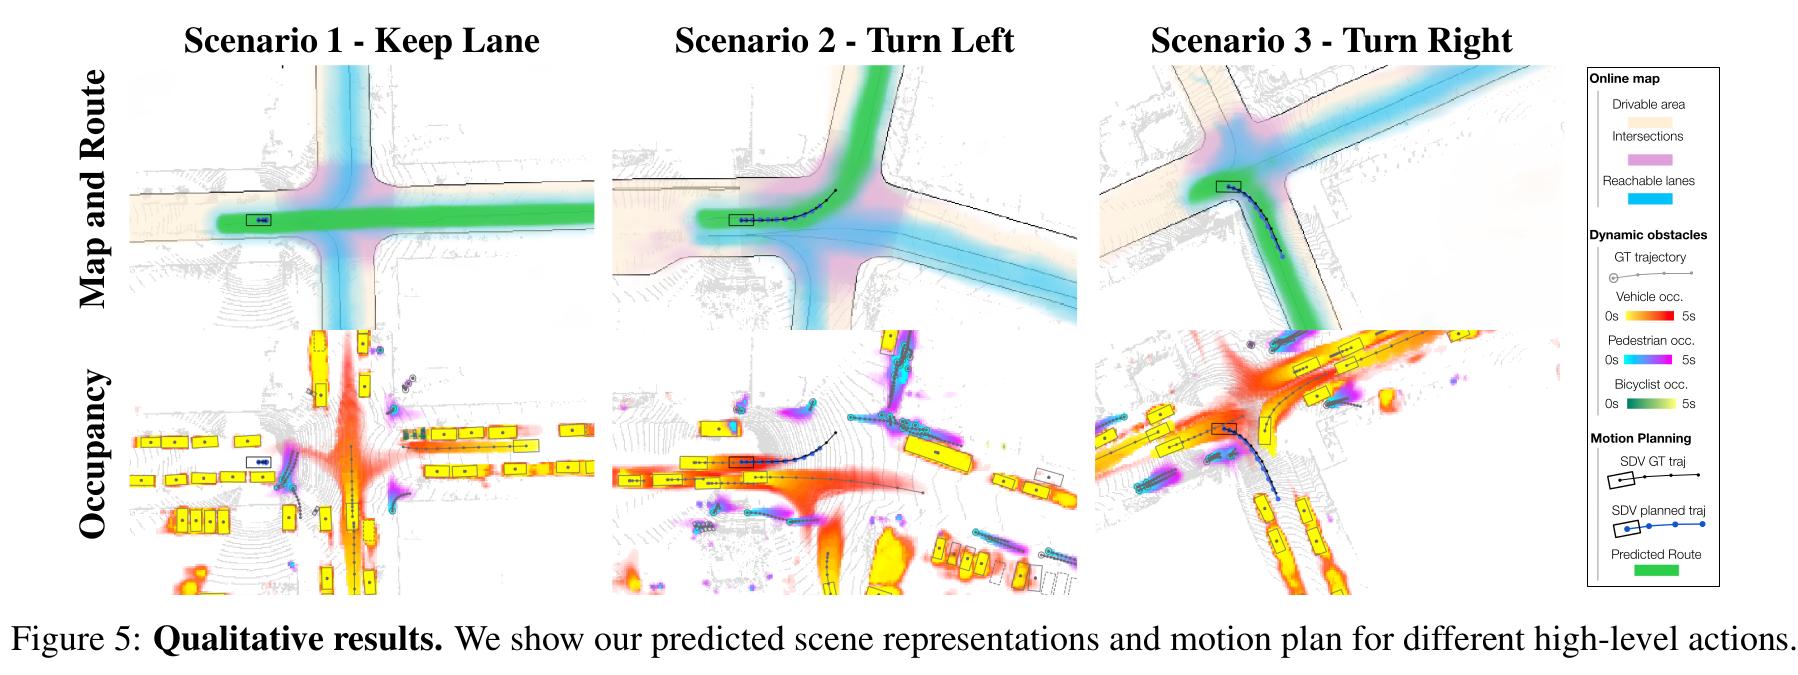 Scenario 1 - Keep Lane
Scenario 2 - Turn Left
Scenario 3 - Turn Right
Map and Route
Occupancy
Online map
Drivable area
Intersections
Reachable lanes
Dynamic obstacles
GT trajectory
Vehicle occ.
0s 5s
Pedestrian occ.
0s 5s
Bicyclist occ.
0s 5s
Motion Planning
SDV GT traj
SDV planned traj
Predicted Route
Figure 5: Qualitative results. We show our predicted scene representations and motion plan for different high-level actions.